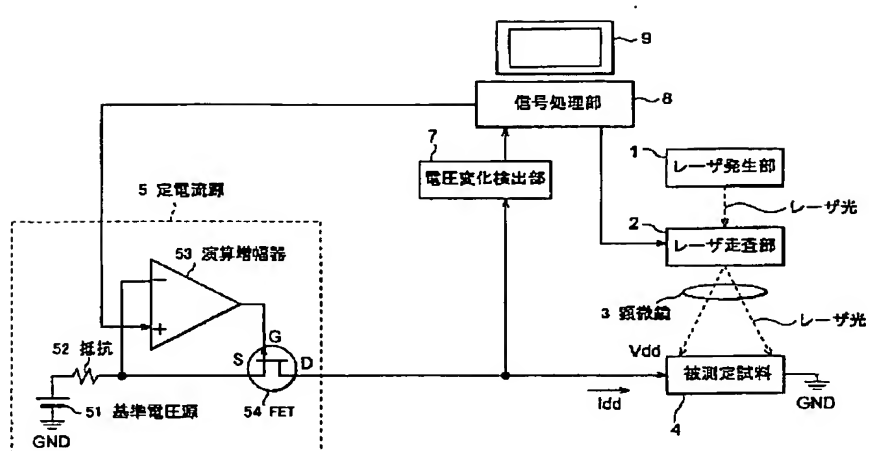 9
信号処理部
8
7
電圧変化検出部
1
レーザ発生部
レーザ光
2
レーザ走査部
3 顕微鏡
レーザ光
5 定電流源
53 演算増幅器
−
+
G
S
D
52 抵抗
51 基準電圧源
54 FET
GND
Vdd
Idd
被測定試料
4
GND